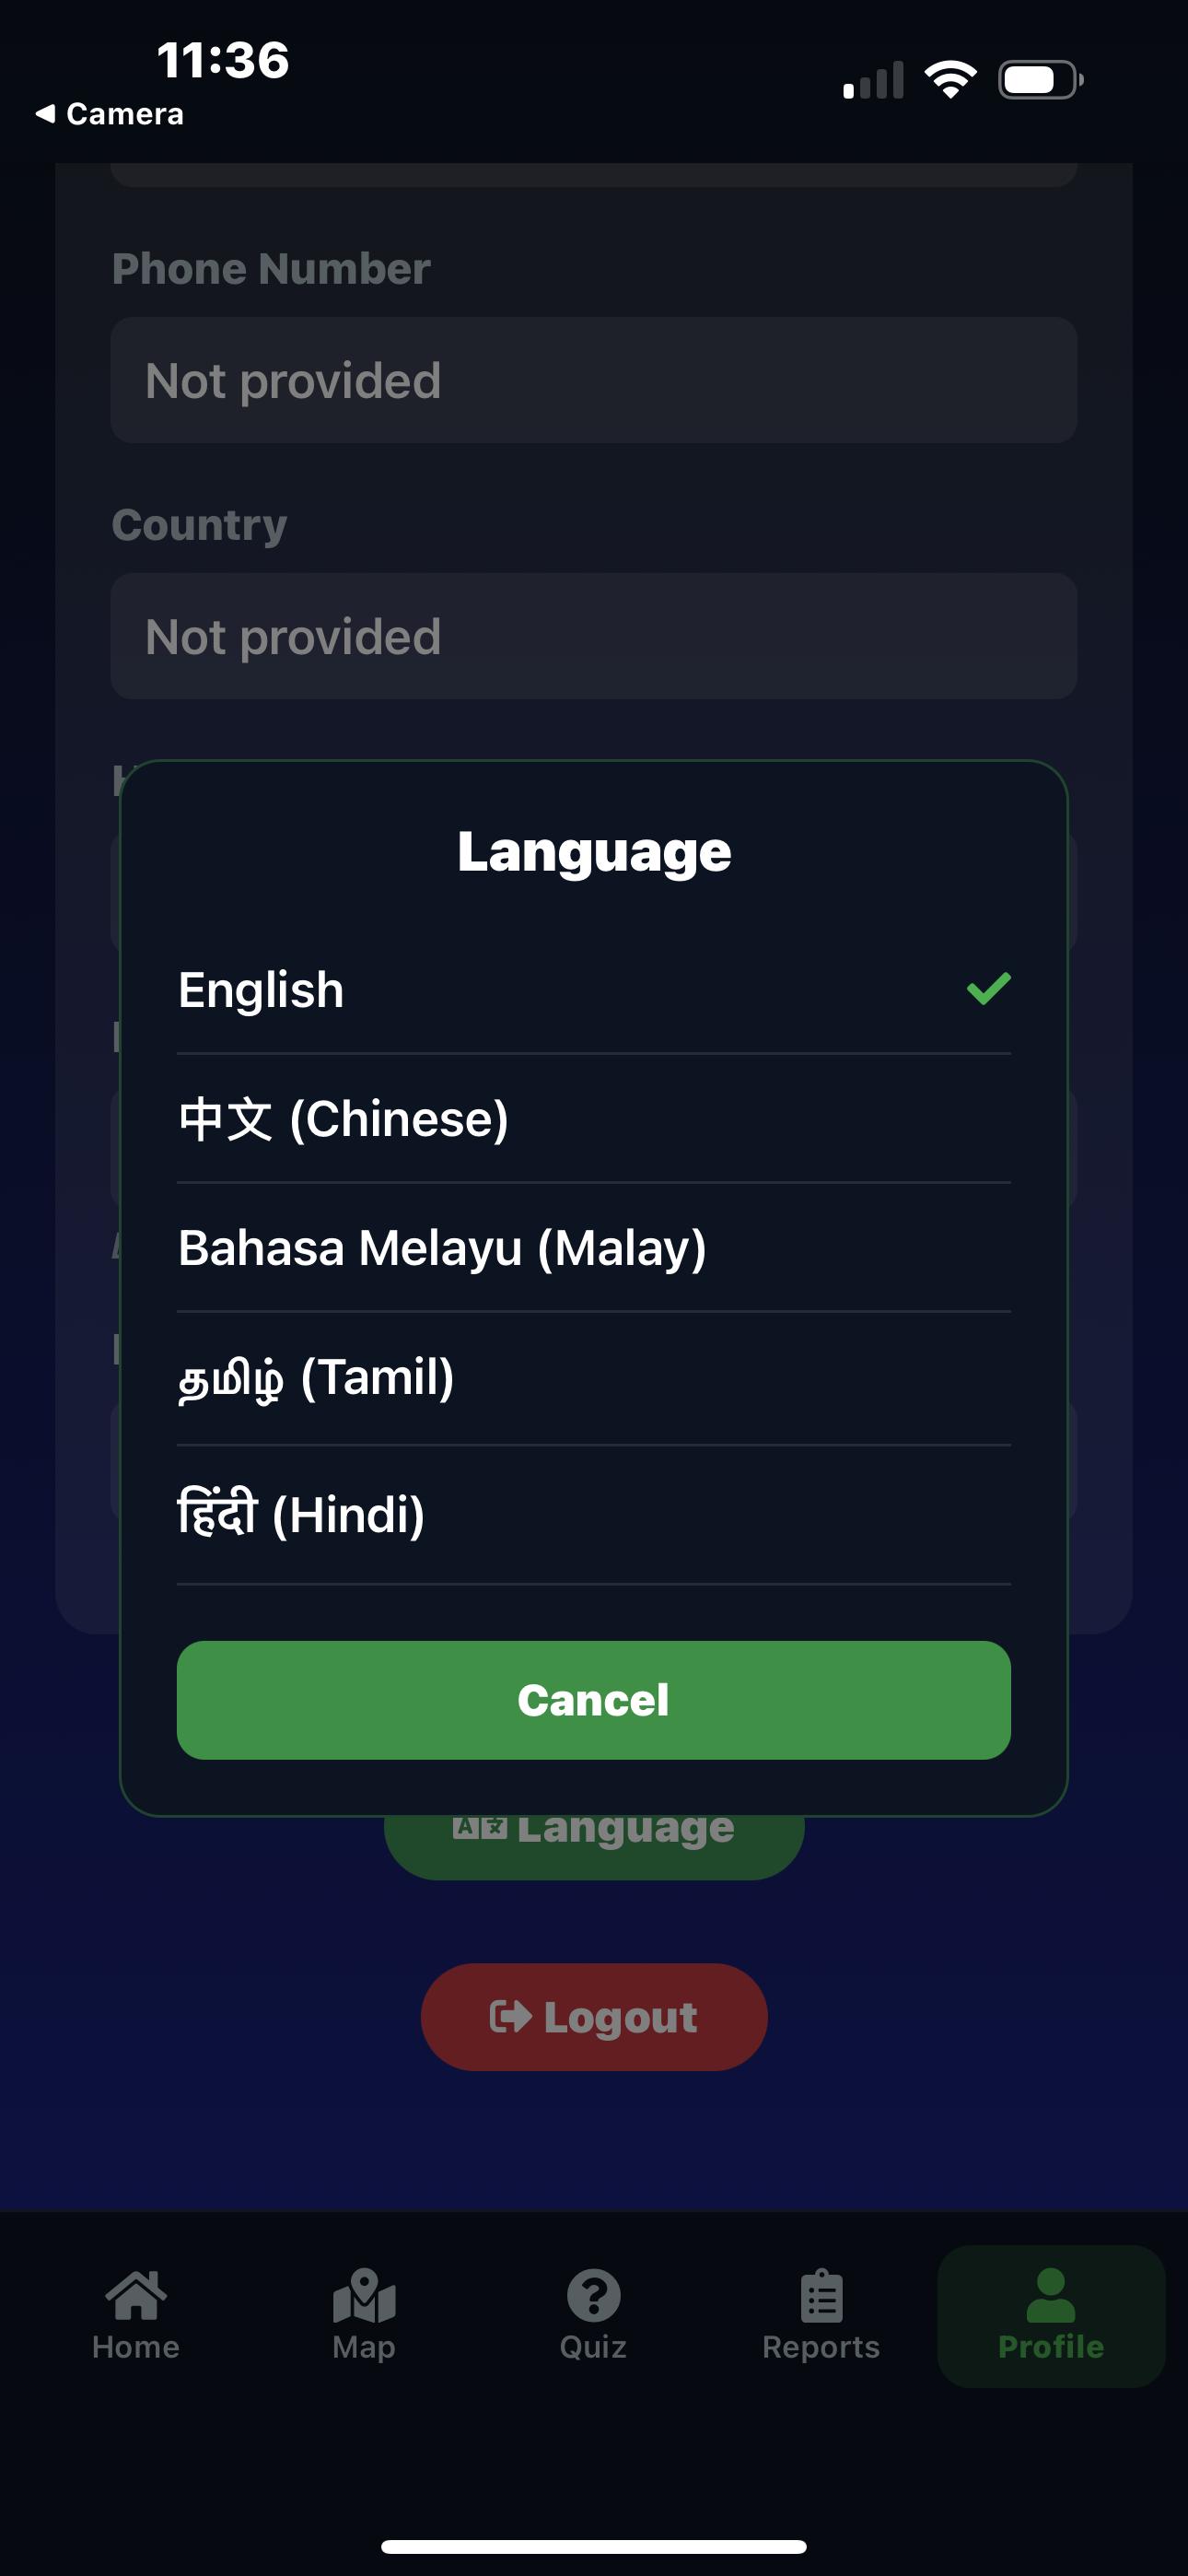 11:36
Camera
Phone Number
Not provided
Country
Not provided
Language
English
中文 (Chinese)
Bahasa Melayu (Malay)
தமிழ் (Tamil)
हिंदी (Hindi)
Cancel
Language
Logout
Home
Map
Quiz
Reports
Profile